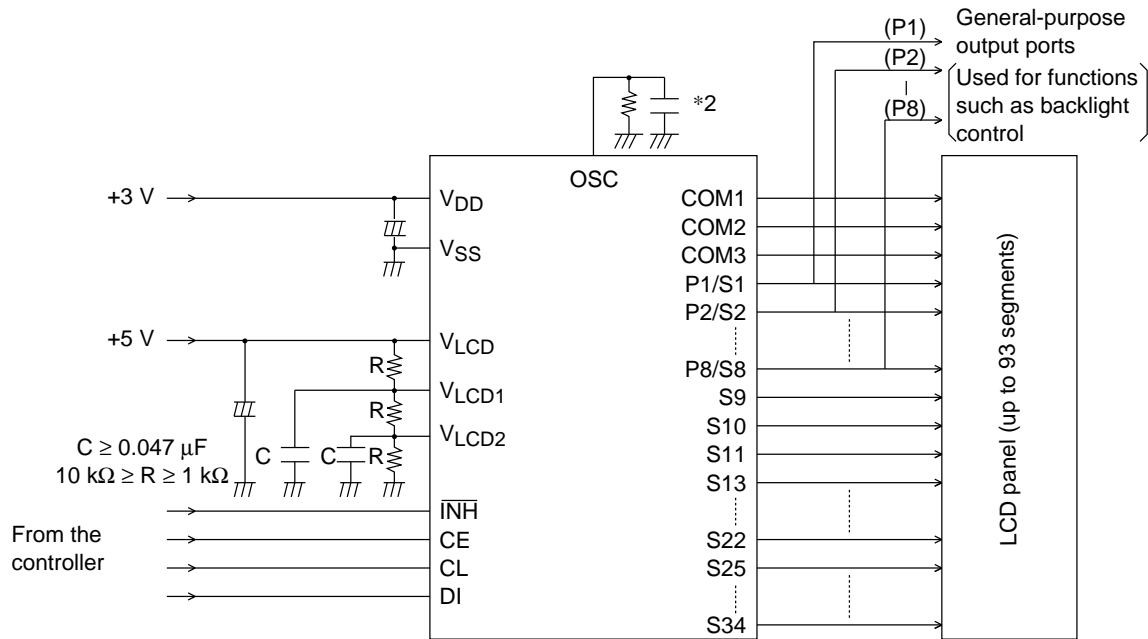 (P1)
General-purpose
output ports
(P2)
(P8)
Used for functions
such as backlight
control
*2
OSC
+3 V
VDD
VSS
+5 V
VLCD
R
VLCD1
R
VLCD2
C
C
R
C ≥ 0.047 μF
10 kΩ ≥ R ≥ 1 kΩ
From the
controller
INH
CE
CL
DI
COM1
COM2
COM3
P1/S1
P2/S2
P8/S8
S9
S10
S11
S13
S22
S25
S34
LCD panel (up to 93 segments)